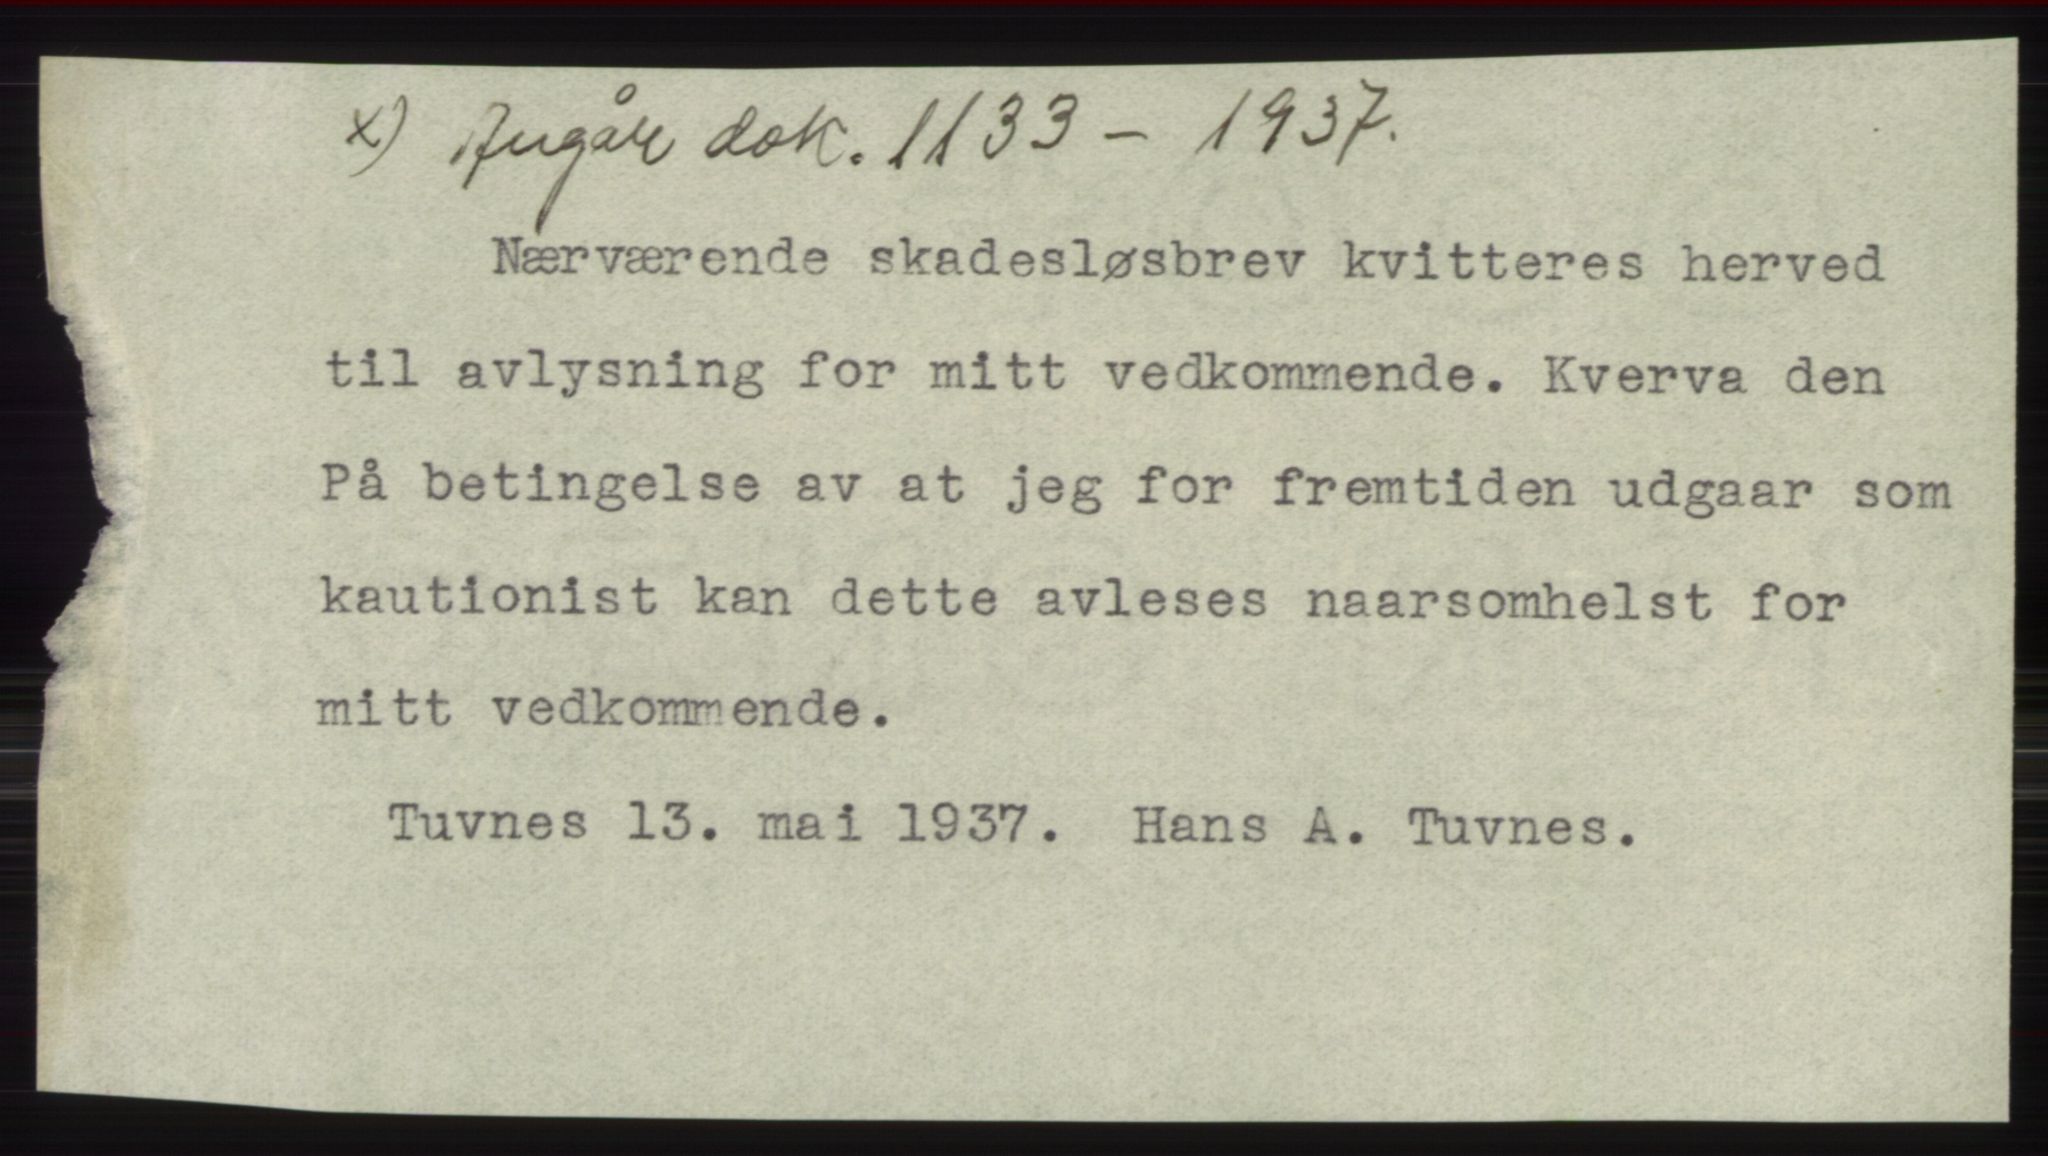 x) Angår dok. 1133 - 1937.
Nærværende skadesløsbrev kvitteres herved
til avlysning for mitt vedkommende. Kverva den
På betingelse av at jeg for fremtiden udgaar som
kautionist kan dette avleses naarsomhelst for
mitt vedkommende.
Tuvnes 13. mai 1937. Hans A. Tuvnes.